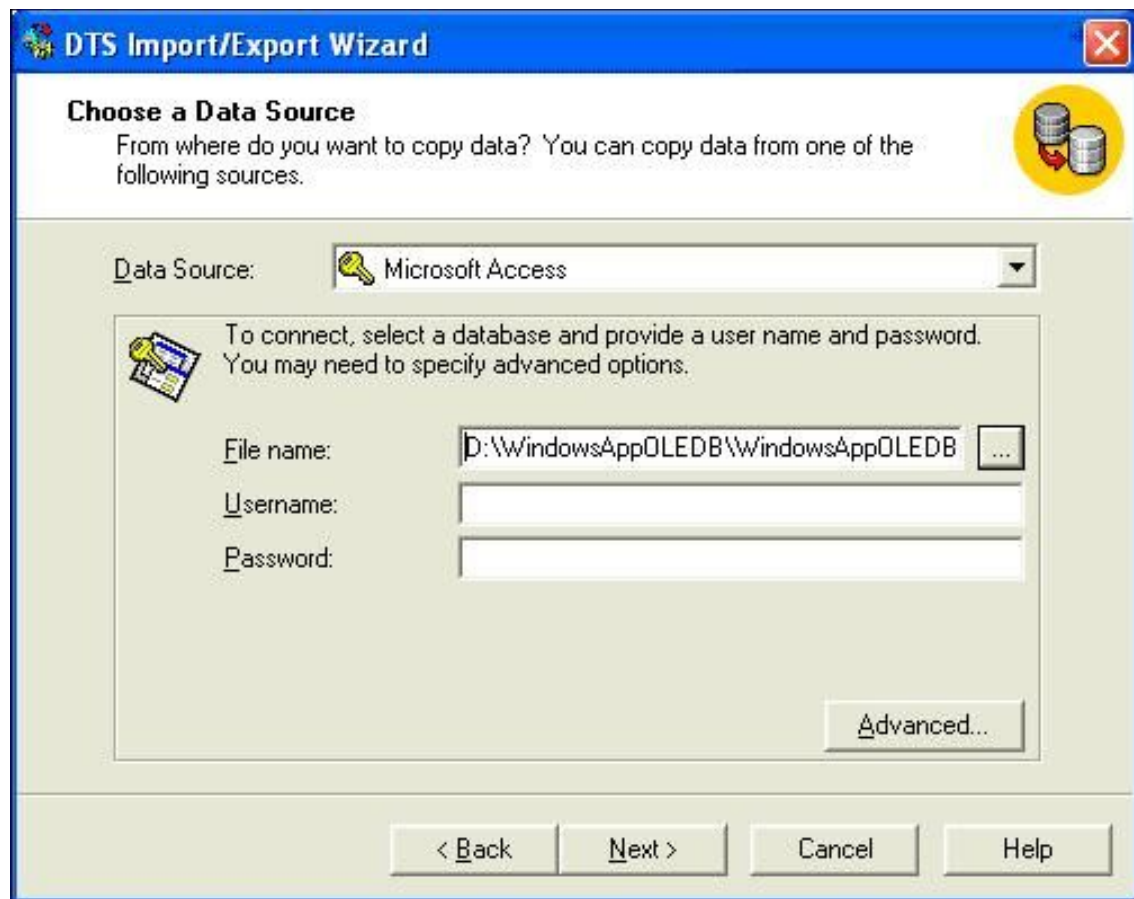 DTS Import/Export Wizard
Choose a Data Source
From where do you want to copy data? You can copy data from one of the
following sources.
Data Source: Microsoft Access
To connect, select a database and provide a user name and password.
You may need to specify advanced options.
File name: D:\WindowsAppOLEDB\WindowsAppOLEDB ...
Username:
Password:
Advanced...
< Back Next > Cancel Help